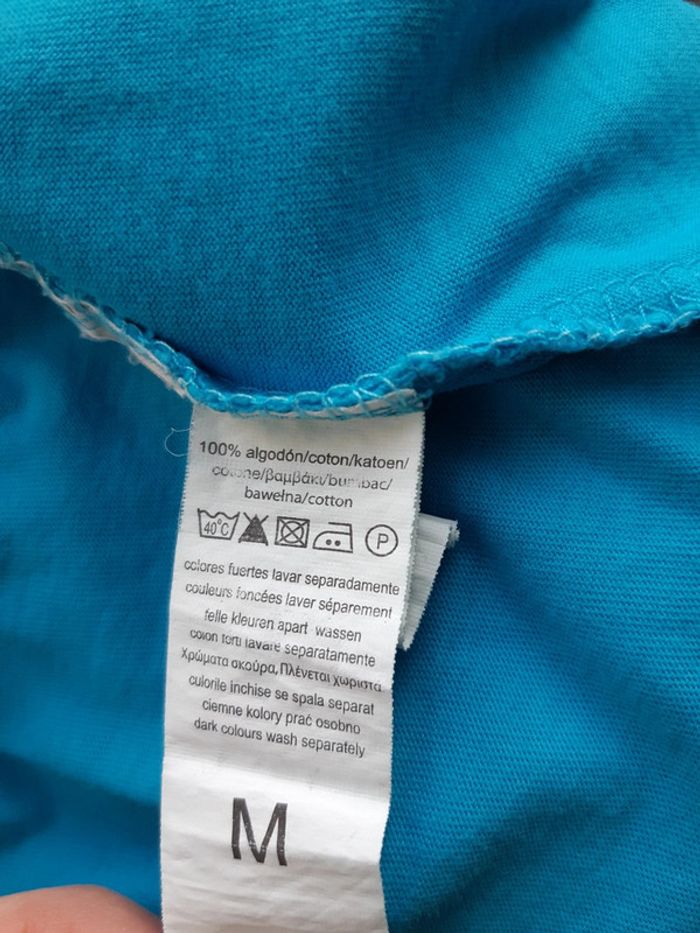 100% algodón/coton/katoen/
cotone/βαμβάκι/bumbac/
bawełna/cotton
40°C P
colores fuertes lavar separadamente
couleurs foncées laver séparement
felle kleuren apart wassen
colori forti lavare separatamente
Χρώματα σκούρα,Πλένεται χωριστα
culorile inchise se spala separat
ciemne kolory prać osobno
dark colours wash separately
M